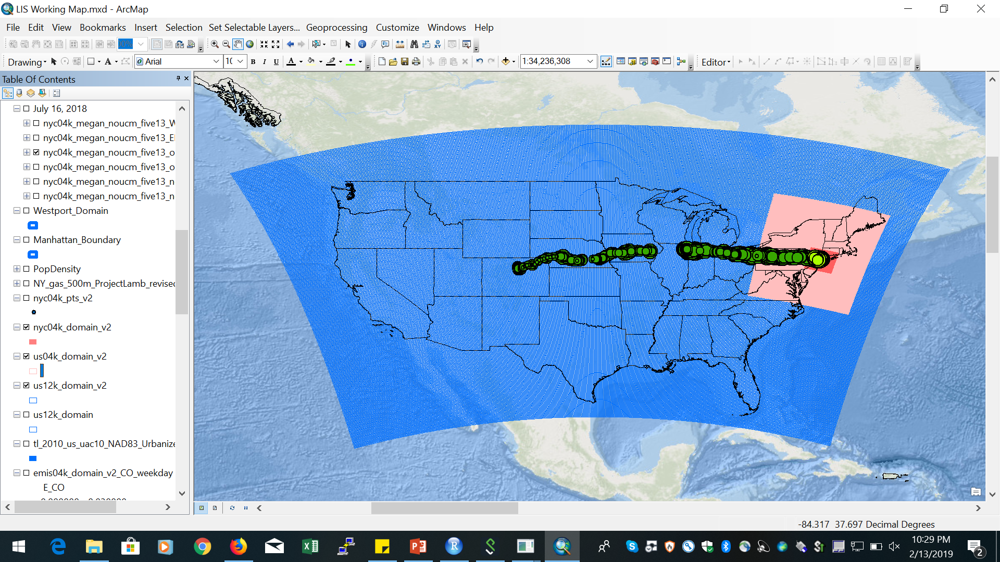 LIS Working Map.mxd - ArcMap
File Edit View Bookmarks Insert Selection Set Selectable Layers... Geoprocessing Customize Windows Help
Drawing Arial 10 B I U A 1:34,236,308 Editor
Table Of Contents
July 16, 2018
nyc04k_megan_noucm_five13_W
nyc04k_megan_noucm_five13_E
nyc04k_megan_noucm_five13_o
nyc04k_megan_noucm_five13_o
nyc04k_megan_noucm_five13_n
nyc04k_megan_noucm_five13_n
Westport_Domain
Manhattan_Boundary
PopDensity
NY_gas_500m_ProjectLamb_revised
nyc04k_pts_v2
nyc04k_domain_v2
us04k_domain_v2
us12k_domain_v2
us12k_domain
tl_2010_us_uac10_NAD83_Urbanize
emis04k_domain_v2_CO_weekday
E_CO
-84.317 37.697 Decimal Degrees
10:29 PM
2/13/2019
2